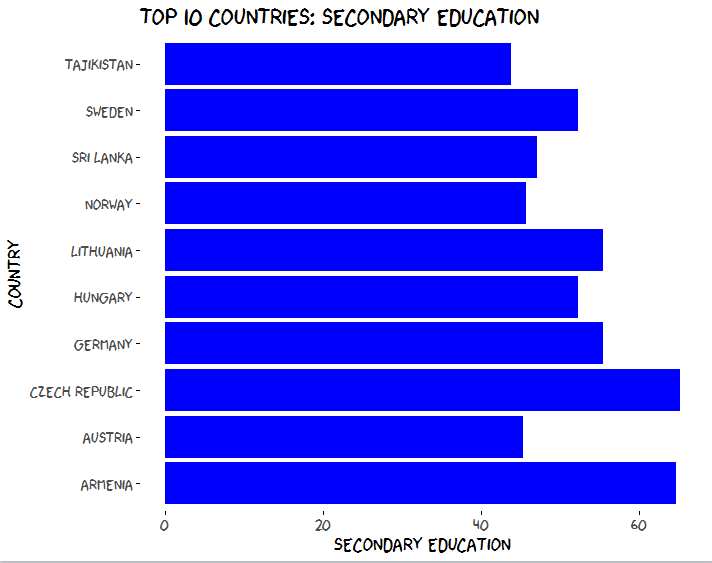 TOP 10 COUNTRIES: SECONDARY EDUCATION
TAJIKISTAN
SWEDEN
SRI LANKA
NORWAY
LITHUANIA
HUNGARY
GERMANY
CZECH REPUBLIC
AUSTRIA
ARMENIA
COUNTRY
0 20 40 60
SECONDARY EDUCATION